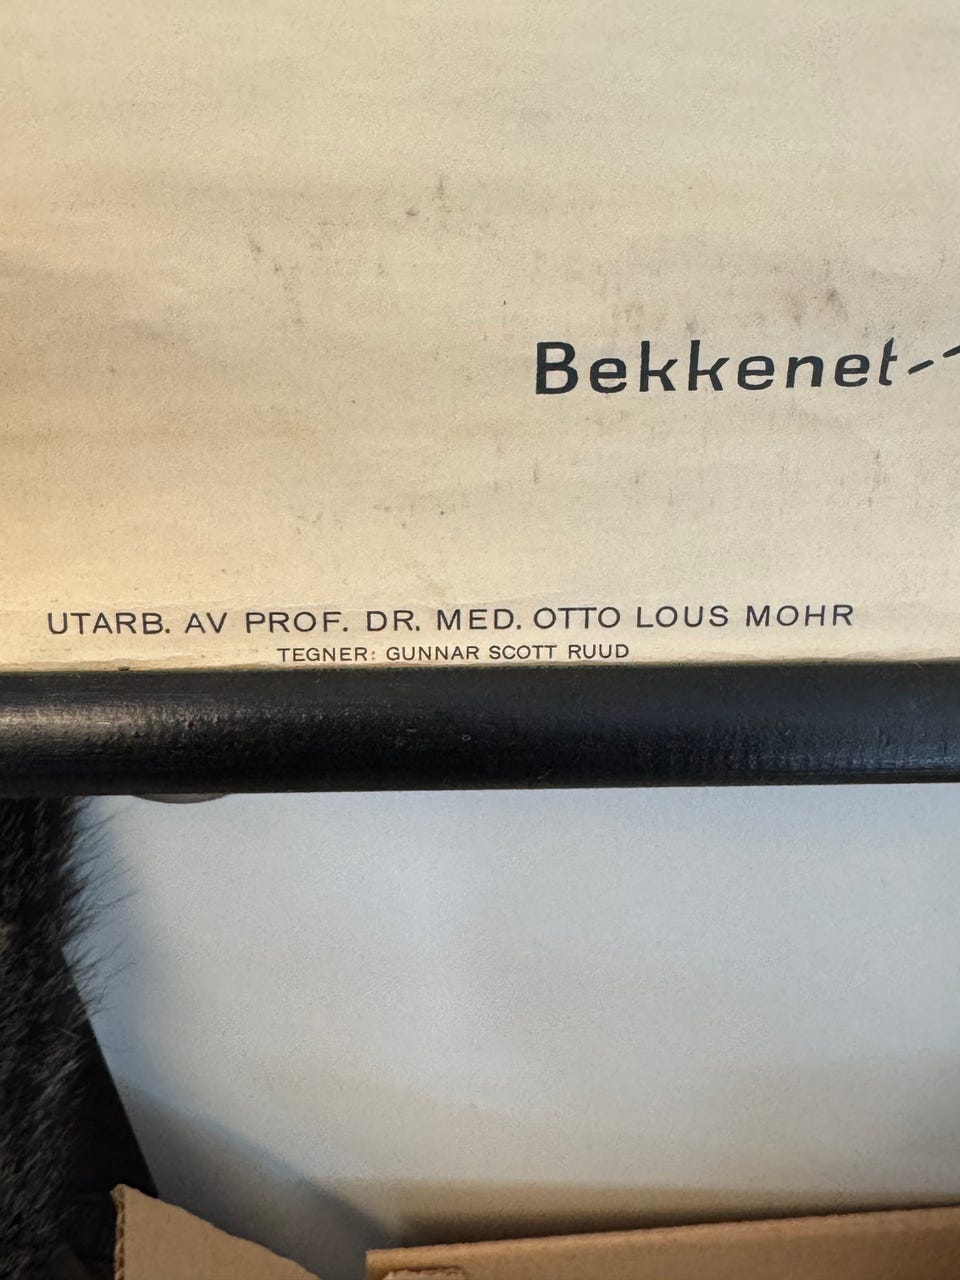 Bekkenet
UTARB. AV PROF. DR. MED. OTTO LOUS MOHR
TEGNER: GUNNAR SCOTT RUUD